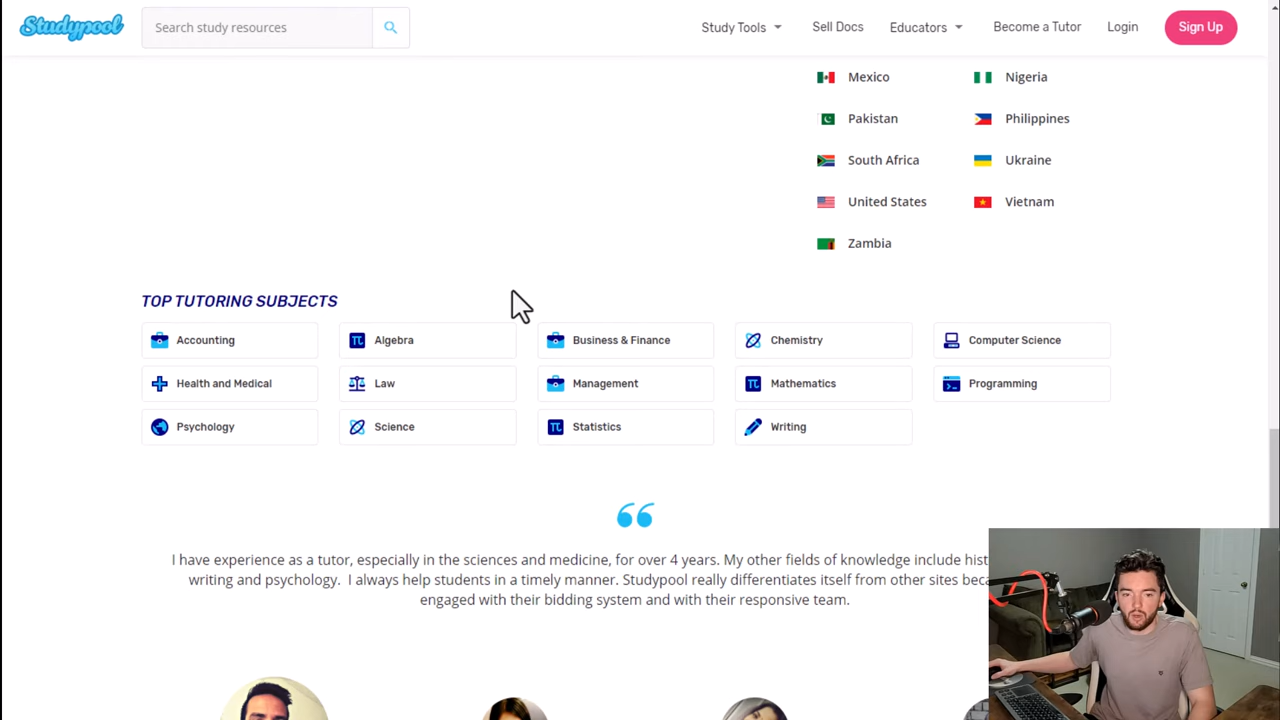 Studypool
Search study resources
Study Tools
Sell Docs
Educators
Become a Tutor
Login
Sign Up
Mexico
Nigeria
Pakistan
Philippines
South Africa
Ukraine
United States
Vietnam
Zambia
TOP TUTORING SUBJECTS
Accounting
Algebra
Business & Finance
Chemistry
Computer Science
Health and Medical
Law
Management
Mathematics
Programming
Psychology
Science
Statistics
Writing
“
I have experience as a tutor, especially in the sciences and medicine, for over 4 years. My other fields of knowledge include
writing and psychology. I always help students in a timely manner. Studypool really differentiates itself from other sites
engaged with their bidding system and with their responsive team.